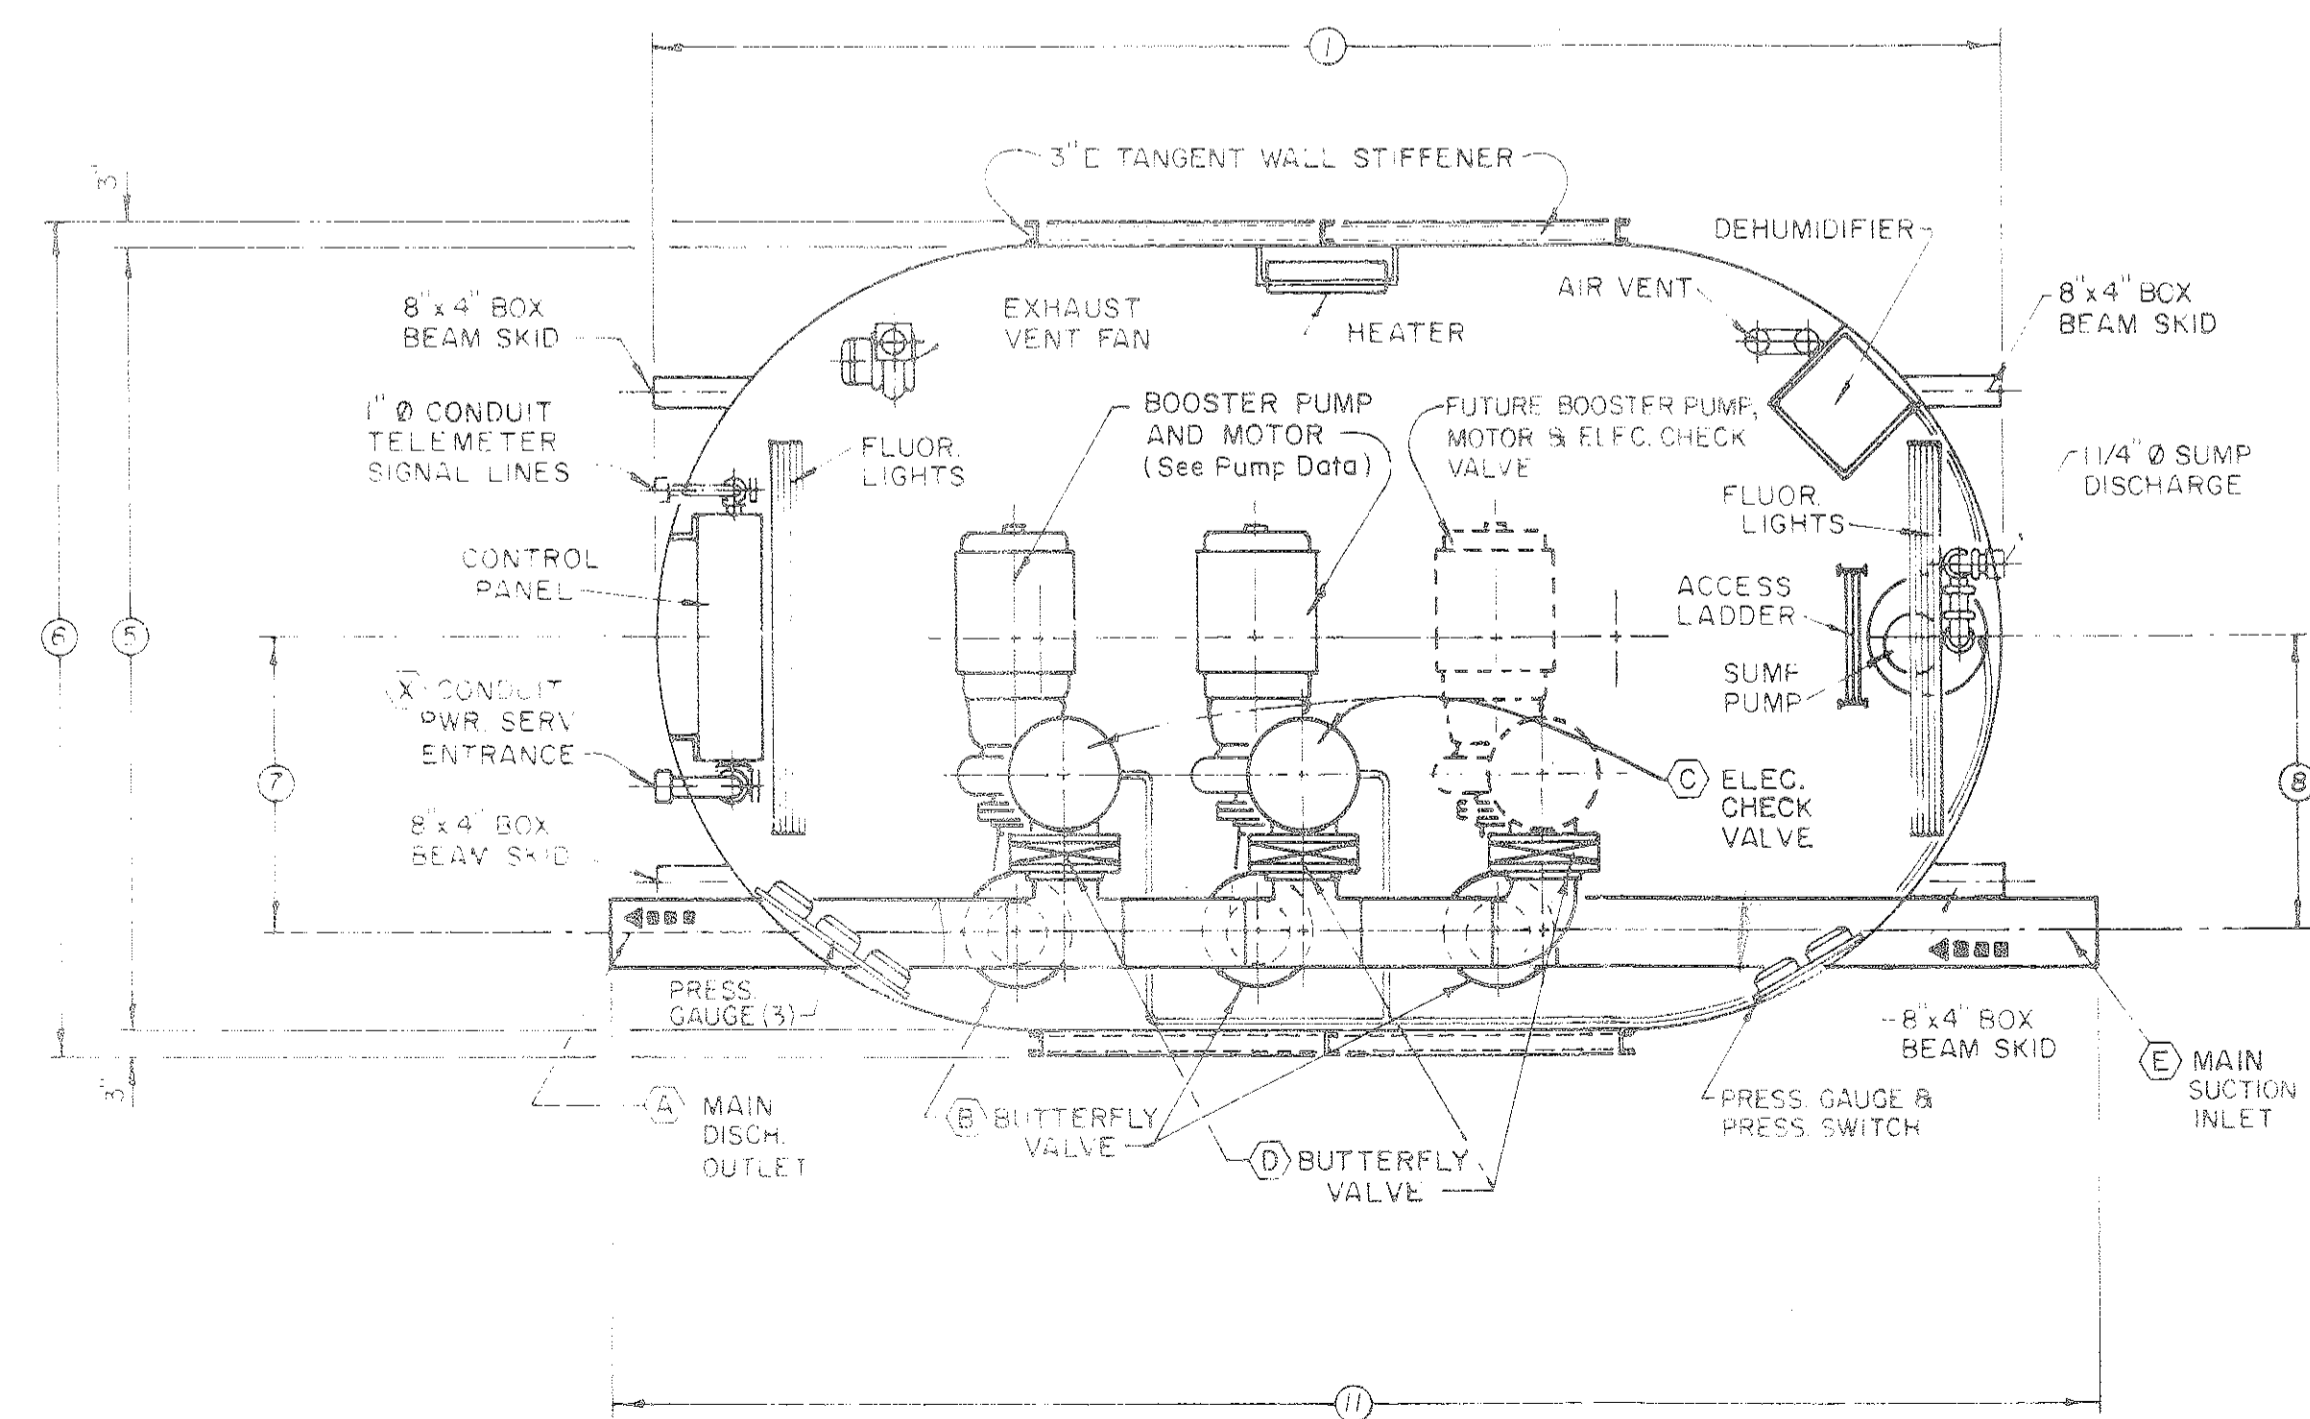 1
3" [ TANGENT WALL STIFFENER
3"
DEHUMIDIFIER
AIR VENT
8"x4" BOX
BEAM SKID
EXHAUST
VENT FAN
HEATER
8"x4" BOX
BEAM SKID
1" Ø CONDUIT
TELEMETER
SIGNAL LINES
FLUOR.
LIGHTS
BOOSTER PUMP
AND MOTOR
(See Pump Data)
FUTURE BOOSTER PUMP,
MOTOR & ELEC. CHECK
VALVE
1 1/4" Ø SUMP
DISCHARGE
FLUOR.
LIGHTS
CONTROL
PANEL
ACCESS
LADDER
6
5
SUMP
PUMP
X CONDUIT
PWR. SERV
ENTRANCE
7
8
C ELEC.
CHECK
VALVE
8"x4" BOX
BEAM SKID
PRESS.
GAUGE (3)
8"x4" BOX
BEAM SKID
E MAIN
SUCTION
INLET
3"
A MAIN
DISCH.
OUTLET
B BUTTERFLY
VALVE
D BUTTERFLY
VALVE
PRESS. GAUGE &
PRESS. SWITCH
11